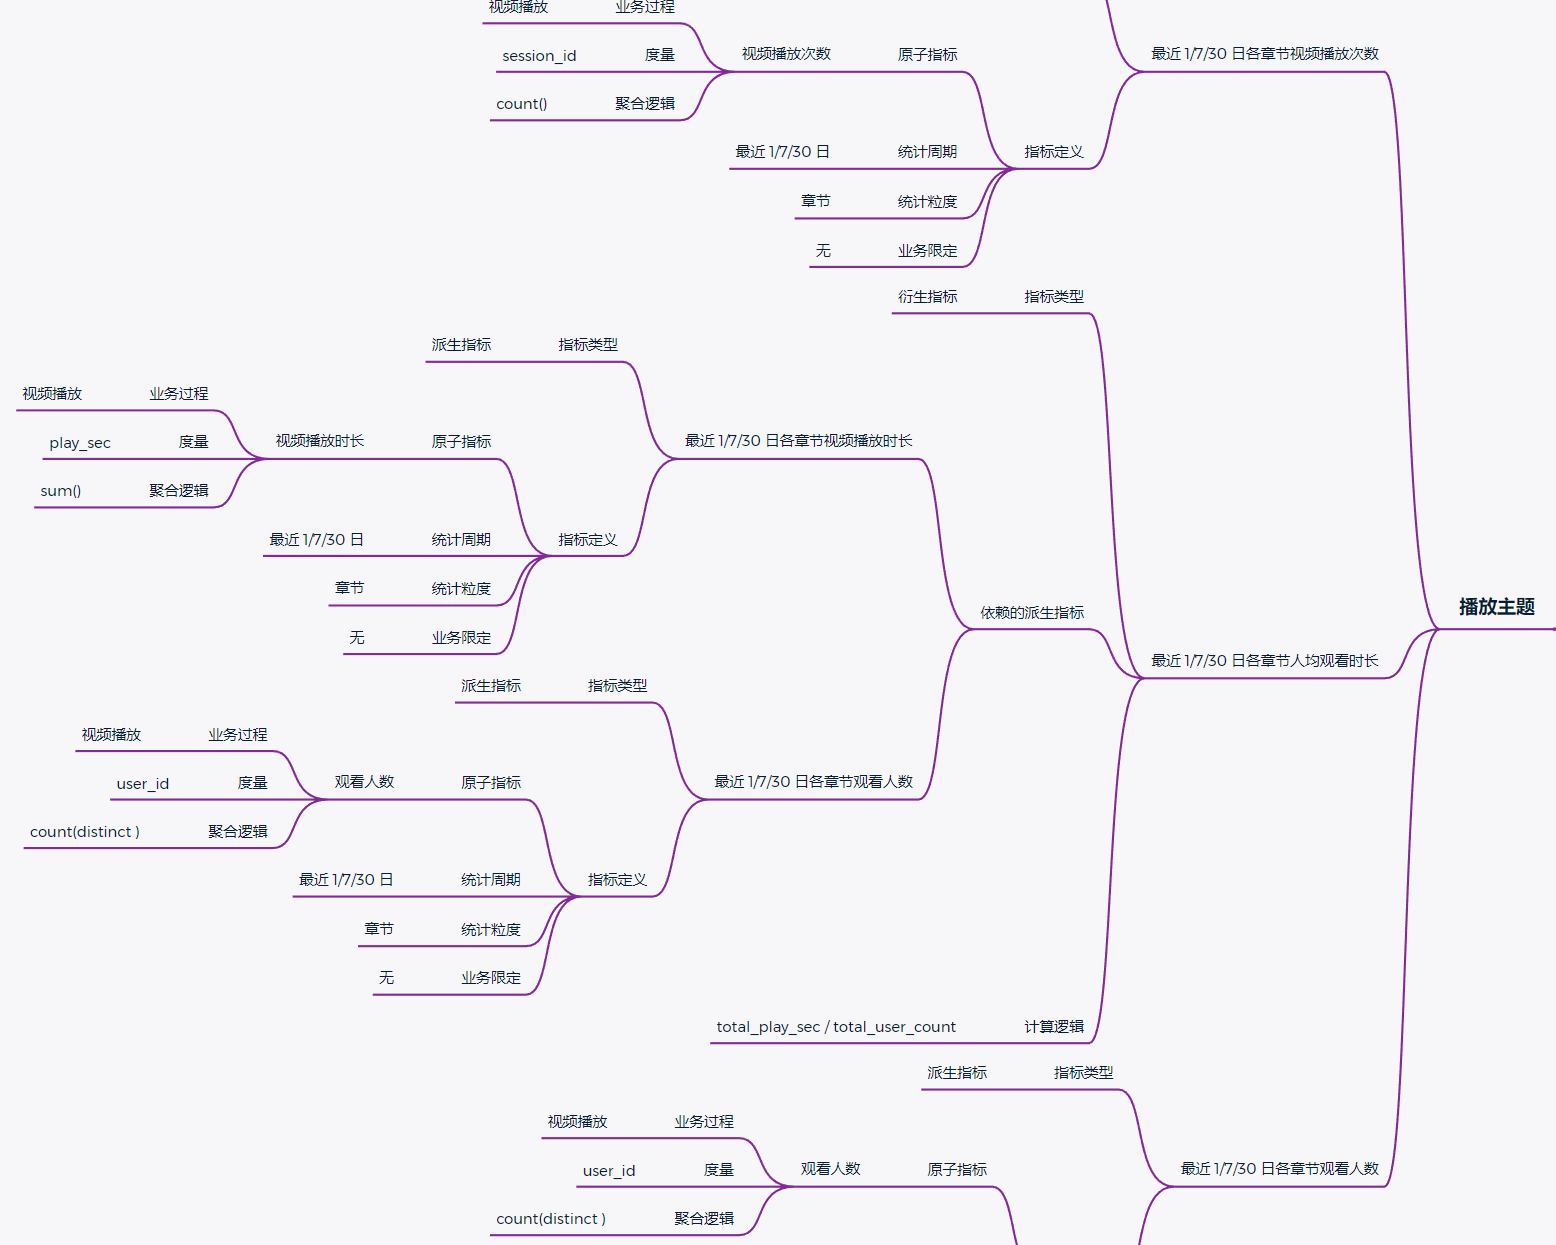 视频播放 业务过程
最近 1/7/30 日各章节视频播放次数
session_id 度量 视频播放次数 原子指标
count() 聚合逻辑
最近 1/7/30 日 统计周期 指标定义
章节 统计粒度
无 业务限定
衍生指标 指标类型
派生指标 指标类型
视频播放 业务过程
play_sec 度量 视频播放时长 原子指标 最近 1/7/30 日各章节视频播放时长
sum() 聚合逻辑
最近 1/7/30 日 统计周期 指标定义
章节 统计粒度
无 业务限定
依赖的派生指标
播放主题
最近 1/7/30 日各章节人均观看时长
派生指标 指标类型
视频播放 业务过程
user_id 度量 观看人数 原子指标 最近 1/7/30 日各章节观看人数
count(distinct ) 聚合逻辑
最近 1/7/30 日 统计周期 指标定义
章节 统计粒度
无 业务限定
total_play_sec / total_user_count 计算逻辑
派生指标 指标类型
视频播放 业务过程
user_id 度量 观看人数 原子指标 最近 1/7/30 日各章节观看人数
count(distinct ) 聚合逻辑